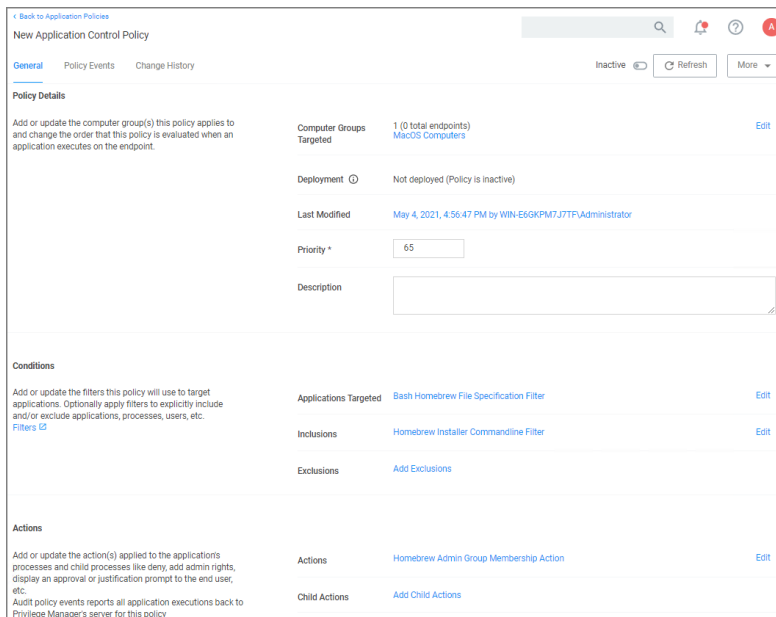 ‹ Back to Application Policies
New Application Control Policy
A
General Policy Events Change History
Inactive Refresh More
Policy Details
Add or update the computer group(s) this policy applies to
and change the order that this policy is evaluated when an
application executes on the endpoint.
Computer Groups
Targeted
1 (0 total endpoints)
MacOS Computers
Edit
Deployment Not deployed (Policy is inactive)
Last Modified May 4, 2021, 4:56:47 PM by WIN-E6GKPM7J7TF\Administrator
Priority * 65
Description
Conditions
Add or update the filters this policy will use to target
applications. Optionally apply filters to explicitly include
and/or exclude applications, processes, users, etc.
Filters
Applications Targeted Bash Homebrew File Specification Filter Edit
Inclusions Homebrew Installer Commandline Filter Edit
Exclusions Add Exclusions
Actions
Add or update the action(s) applied to the application's
processes and child processes like deny, add admin rights,
display an approval or justification prompt to the end user,
etc.
Audit policy events reports all application executions back to
Privilege Manager's server for this policy
Actions Homebrew Admin Group Membership Action Edit
Child Actions Add Child Actions